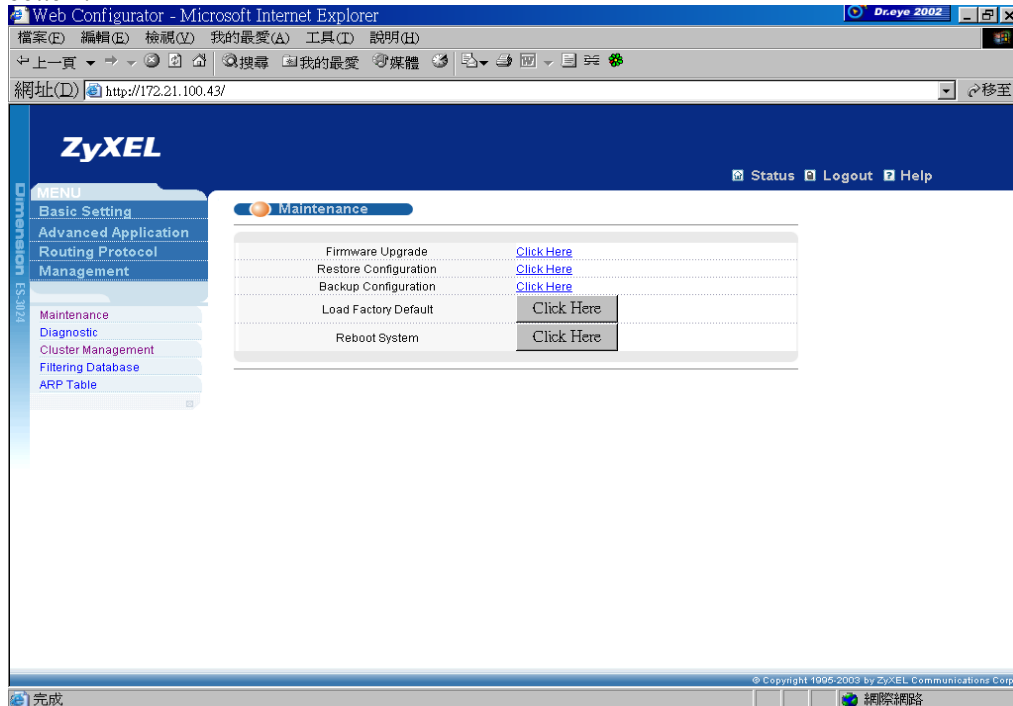 Web Configurator - Microsoft Internet Explorer
Dr.eye 2002
檔案(F) 編輯(E) 檢視(V) 我的最愛(A) 工具(T) 說明(H)
上一頁 搜尋 我的最愛 媒體
網址(D) http://172.21.100.43/ 移至
ZyXEL
Status Logout Help
Dimension ES-3024
MENU
Basic Setting
Advanced Application
Routing Protocol
Management
Maintenance
Diagnostic
Cluster Management
Filtering Database
ARP Table
Maintenance
Firmware Upgrade Click Here
Restore Configuration Click Here
Backup Configuration Click Here
Load Factory Default Click Here
Reboot System Click Here
© Copyright 1995-2003 by ZyXEL Communications Corp
完成 網際網路